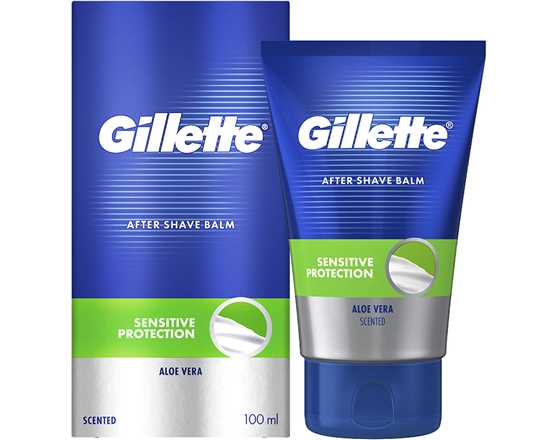 Gillette®
AFTER SHAVE BALM
SENSITIVE
PROTECTION
ALOE VERA
SCENTED 100 ml
Gillette®
AFTER SHAVE BALM
SENSITIVE
PROTECTION
ALOE VERA
SCENTED